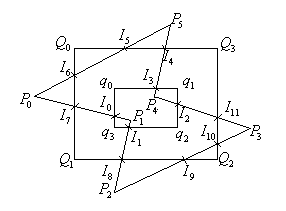 P5
Q0 I5 Q3
I4
I6 q0 I3 q1
P0 P4
I7 I0 P1 I2 I11
q3 I1 q2 I10 P3
Q1 I8 I9 Q2
P2